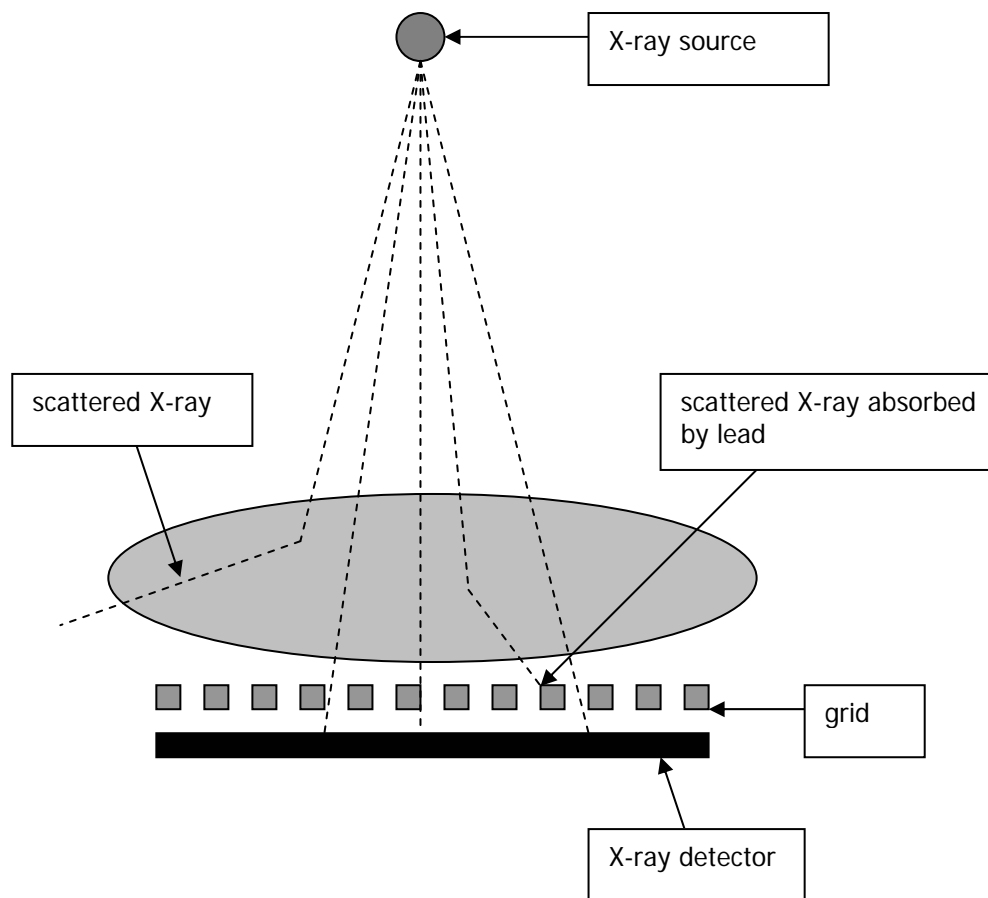 X-ray source
scattered X-ray
scattered X-ray absorbed
by lead
grid
X-ray detector